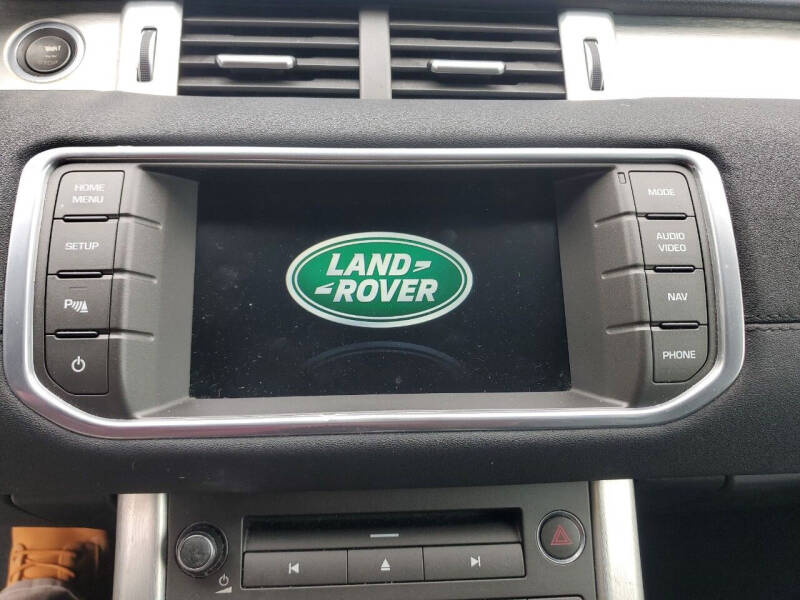 HOME
MENU
SETUP
P
LAND
ROVER
MODE
AUDIO
VIDEO
NAV
PHONE